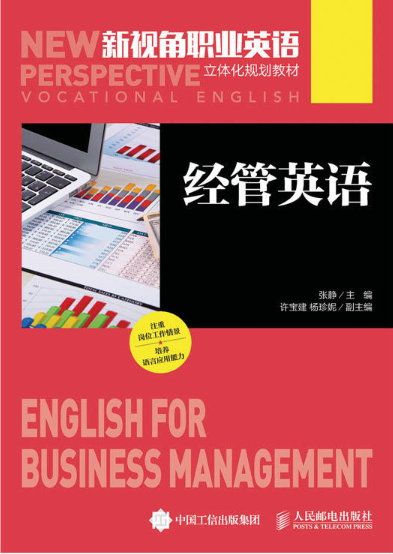 NEW 新视角职业英语
PERSPECTIVE 立体化规划教材
VOCATIONAL ENGLISH
经管英语
张静/主 编
许宝建 杨珍妮/副主编
注重
岗位工作情景
★
培养
语言应用能力
ENGLISH FOR
BUSINESS MANAGEMENT
中国工信出版集团
人民邮电出版社
POSTS & TELECOM PRESS